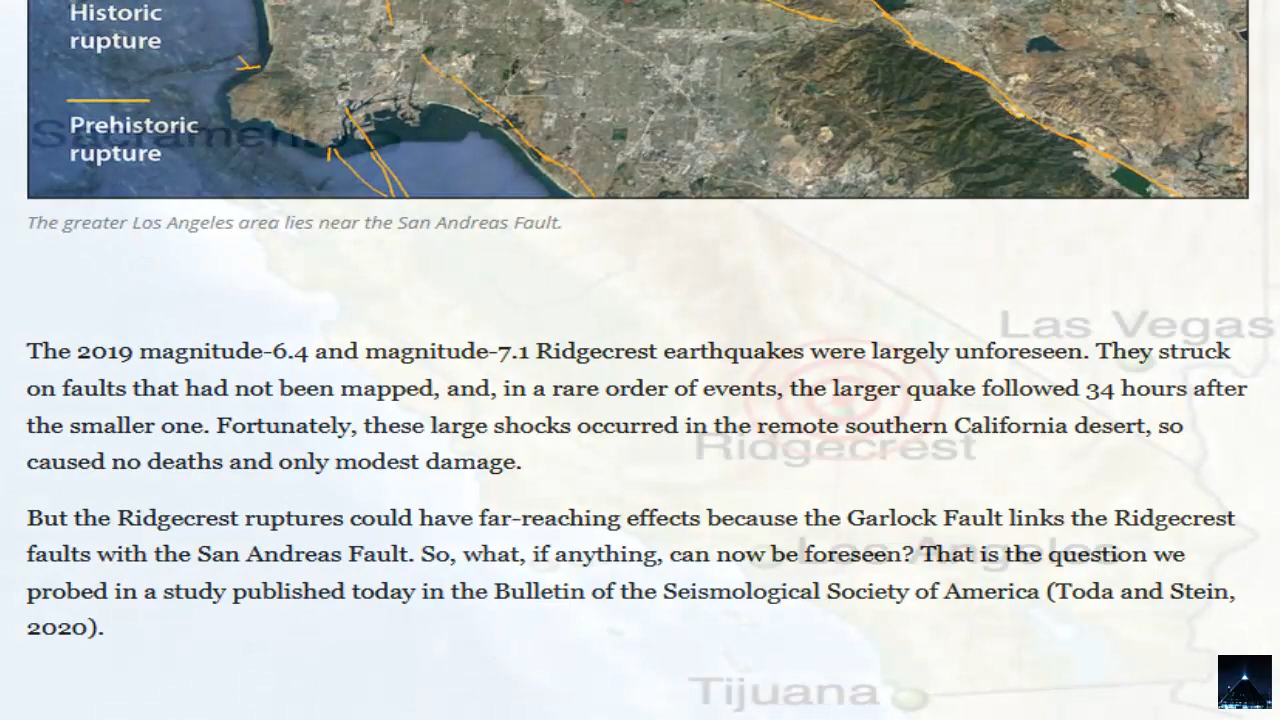 Historic
rupture
Prehistoric
rupture
Sacramento
The greater Los Angeles area lies near the San Andreas Fault.
Las Vegas
The 2019 magnitude-6.4 and magnitude-7.1 Ridgecrest earthquakes were largely unforeseen. They struck
on faults that had not been mapped, and, in a rare order of events, the larger quake followed 34 hours after
the smaller one. Fortunately, these large shocks occurred in the remote southern California desert, so
Ridgecrest
caused no deaths and only modest damage.
But the Ridgecrest ruptures could have far-reaching effects because the Garlock Fault links the Ridgecrest
faults with the San Andreas Fault. So, what, if anything, can now be foreseen? That is the question we
Los Angeles
probed in a study published today in the Bulletin of the Seismological Society of America (Toda and Stein,
2020).
Tijuana